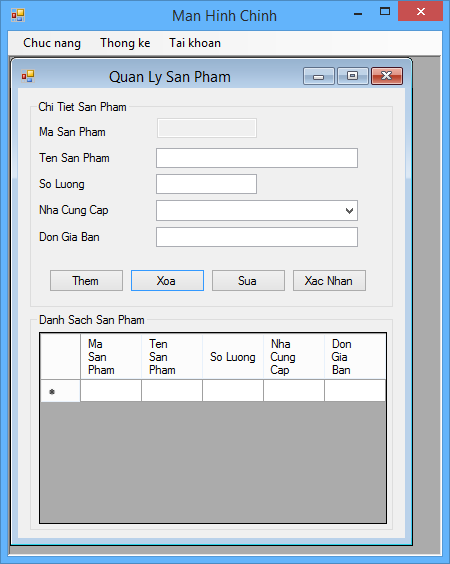 Man Hinh Chinh
Chuc nang Thong ke Tai khoan
Quan Ly San Pham
Chi Tiet San Pham
Ma San Pham
Ten San Pham
So Luong
Nha Cung Cap
Don Gia Ban
Them Xoa Sua Xac Nhan
Danh Sach San Pham
Ma San Pham Ten San Pham So Luong Nha Cung Cap Don Gia Ban